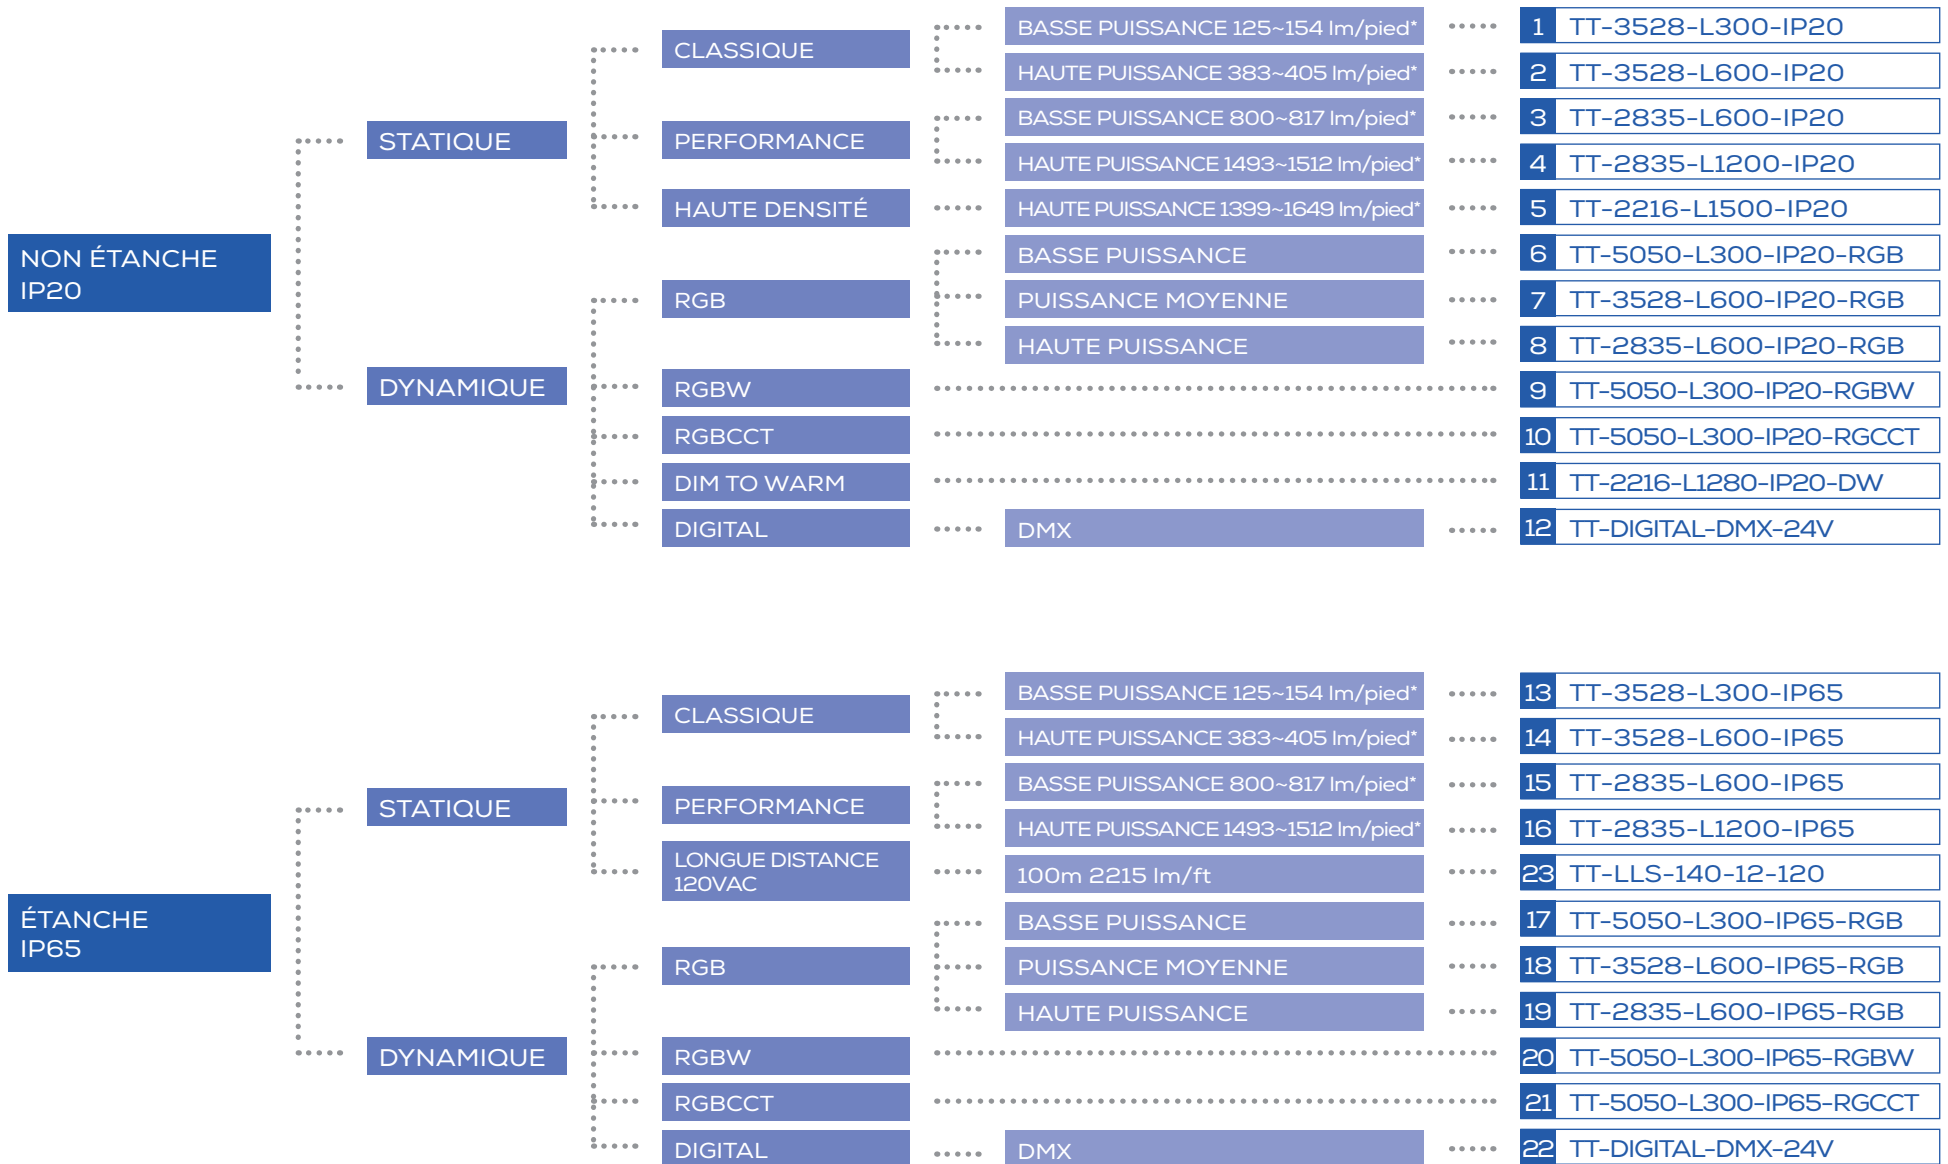 NON ÉTANCHE
IP20
STATIQUE
CLASSIQUE
BASSE PUISSANCE 125~154 lm/pied*
1 TT-3528-L300-IP20
HAUTE PUISSANCE 383~405 lm/pied*
2 TT-3528-L600-IP20
PERFORMANCE
BASSE PUISSANCE 800~817 lm/pied*
3 TT-2835-L600-IP20
HAUTE PUISSANCE 1493~1512 lm/pied*
4 TT-2835-L1200-IP20
HAUTE DENSITÉ
HAUTE PUISSANCE 1399~1649 lm/pied*
5 TT-2216-L1500-IP20
DYNAMIQUE
RGB
BASSE PUISSANCE
6 TT-5050-L300-IP20-RGB
PUISSANCE MOYENNE
7 TT-3528-L600-IP20-RGB
HAUTE PUISSANCE
8 TT-2835-L600-IP20-RGB
RGBW
9 TT-5050-L300-IP20-RGBW
RGBCCT
10 TT-5050-L300-IP20-RGCCT
DIM TO WARM
11 TT-2216-L1280-IP20-DW
DIGITAL
DMX
12 TT-DIGITAL-DMX-24V
ÉTANCHE
IP65
STATIQUE
CLASSIQUE
BASSE PUISSANCE 125~154 lm/pied*
13 TT-3528-L300-IP65
HAUTE PUISSANCE 383~405 lm/pied*
14 TT-3528-L600-IP65
PERFORMANCE
BASSE PUISSANCE 800~817 lm/pied*
15 TT-2835-L600-IP65
HAUTE PUISSANCE 1493~1512 lm/pied*
16 TT-2835-L1200-IP65
LONGUE DISTANCE
120VAC
100m 2215 lm/ft
23 TT-LLS-140-12-120
DYNAMIQUE
RGB
BASSE PUISSANCE
17 TT-5050-L300-IP65-RGB
PUISSANCE MOYENNE
18 TT-3528-L600-IP65-RGB
HAUTE PUISSANCE
19 TT-2835-L600-IP65-RGB
RGBW
20 TT-5050-L300-IP65-RGBW
RGBCCT
21 TT-5050-L300-IP65-RGCCT
DIGITAL
DMX
22 TT-DIGITAL-DMX-24V